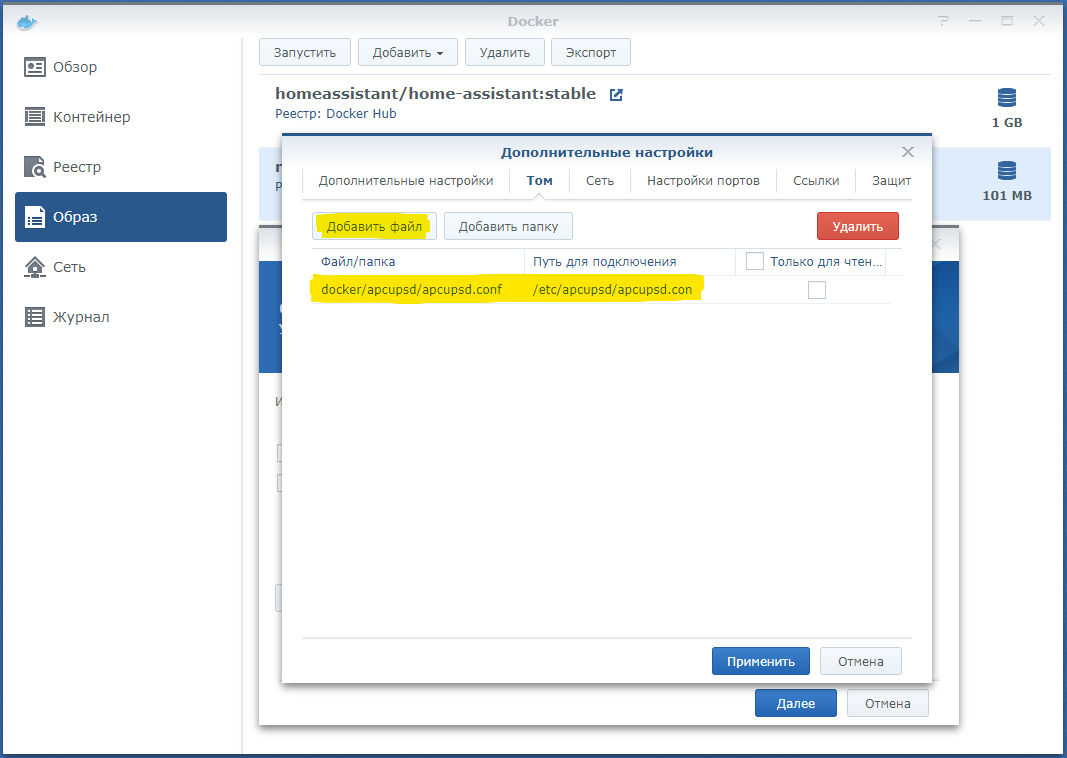 Docker
Обзор
Контейнер
Реестр
Образ
Сеть
Журнал
Запустить Добавить Удалить Экспорт
homeassistant/home-assistant:stable
Реестр: Docker Hub
1 GB
101 MB
Дополнительные настройки
Дополнительные настройки Том Сеть Настройки портов Ссылки Защит
Добавить файл Добавить папку Удалить
Файл/папка Путь для подключения Только для чтен...
docker/apcupsd/apcupsd.conf /etc/apcupsd/apcupsd.con
Применить Отмена
Далее Отмена